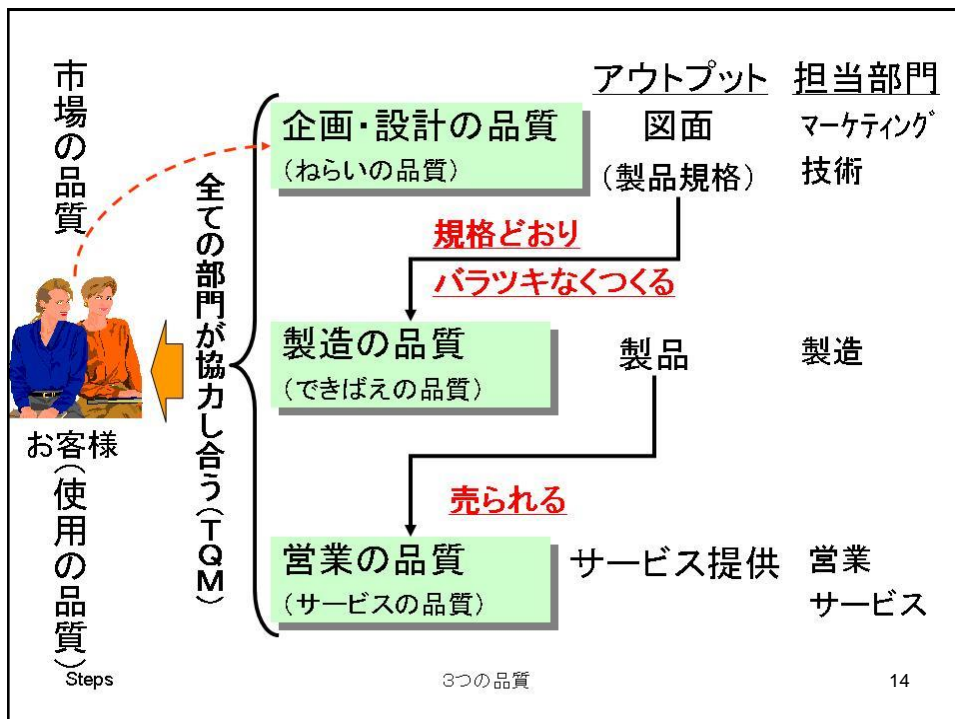 市場の品質
お客様
(使用の品質)
全ての部門が協力し合う(TQM)
アウトプット
担当部門
企画・設計の品質
(ねらいの品質)
図面
(製品規格)
マーケティング
技術
規格どおり
バラツキなくつくる
製造の品質
(できばえの品質)
製品
製造
売られる
営業の品質
(サービスの品質)
サービス提供
営業
サービス
Steps
3つの品質
14